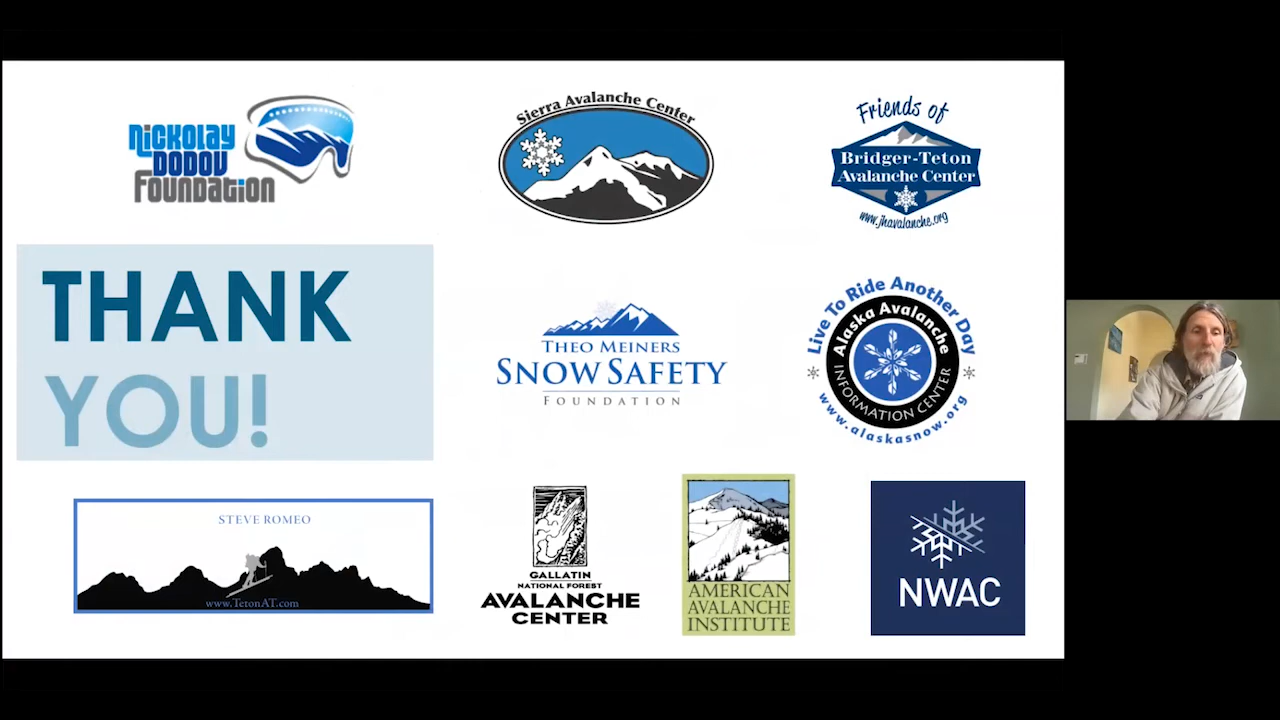 Nickolay
Dodov
Foundation
Sierra Avalanche Center
Friends of
Bridger-Teton
Avalanche Center
www.jhavalanche.org
THANK
YOU!
THEO MEINERS
SNOW SAFETY
FOUNDATION
Live To Ride Another Day
Alaska Avalanche
INFORMATION CENTER
www.alaskasnow.org
STEVE ROMEO
www.TetonAT.com
GALLATIN
NATIONAL FOREST
AVALANCHE
CENTER
AMERICAN
AVALANCHE
INSTITUTE
NWAC